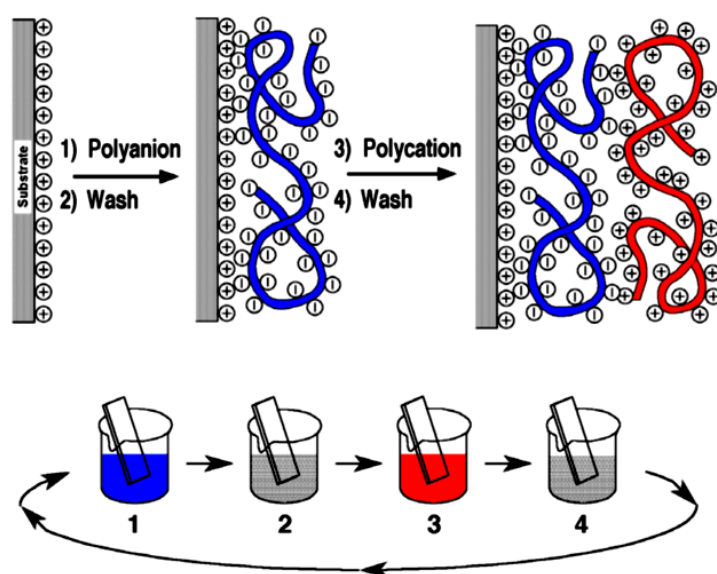 Substrate
1) Polyanion
2) Wash
3) Polycation
4) Wash
1
2
3
4